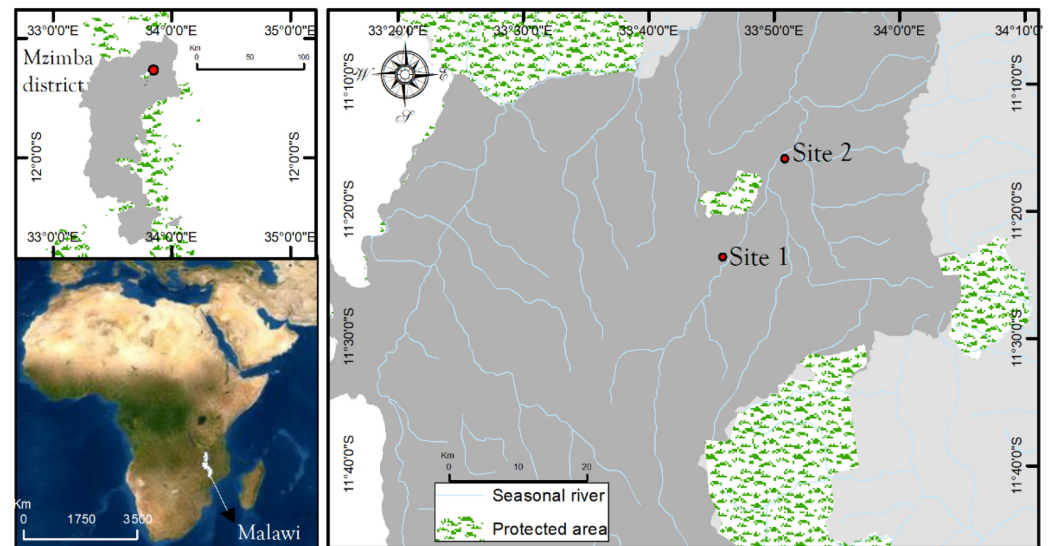 33°0'0"E 34°0'0"E 35°0'0"E
Mzimba
district
Km
0 50 100
12°0'0"S
12°0'0"S
33°0'0"E 34°0'0"E 35°0'0"E
Km
0 1750 3500
Malawi
33°20'0"E 33°30'0"E 33°40'0"E 33°50'0"E 34°0'0"E 34°10'0"E
W E
S
11°10'0"S
11°20'0"S
11°30'0"S
11°40'0"S
11°10'0"S
11°20'0"S
11°30'0"S
11°40'0"S
Site 2
Site 1
Km
0 10 20
Seasonal river
Protected area